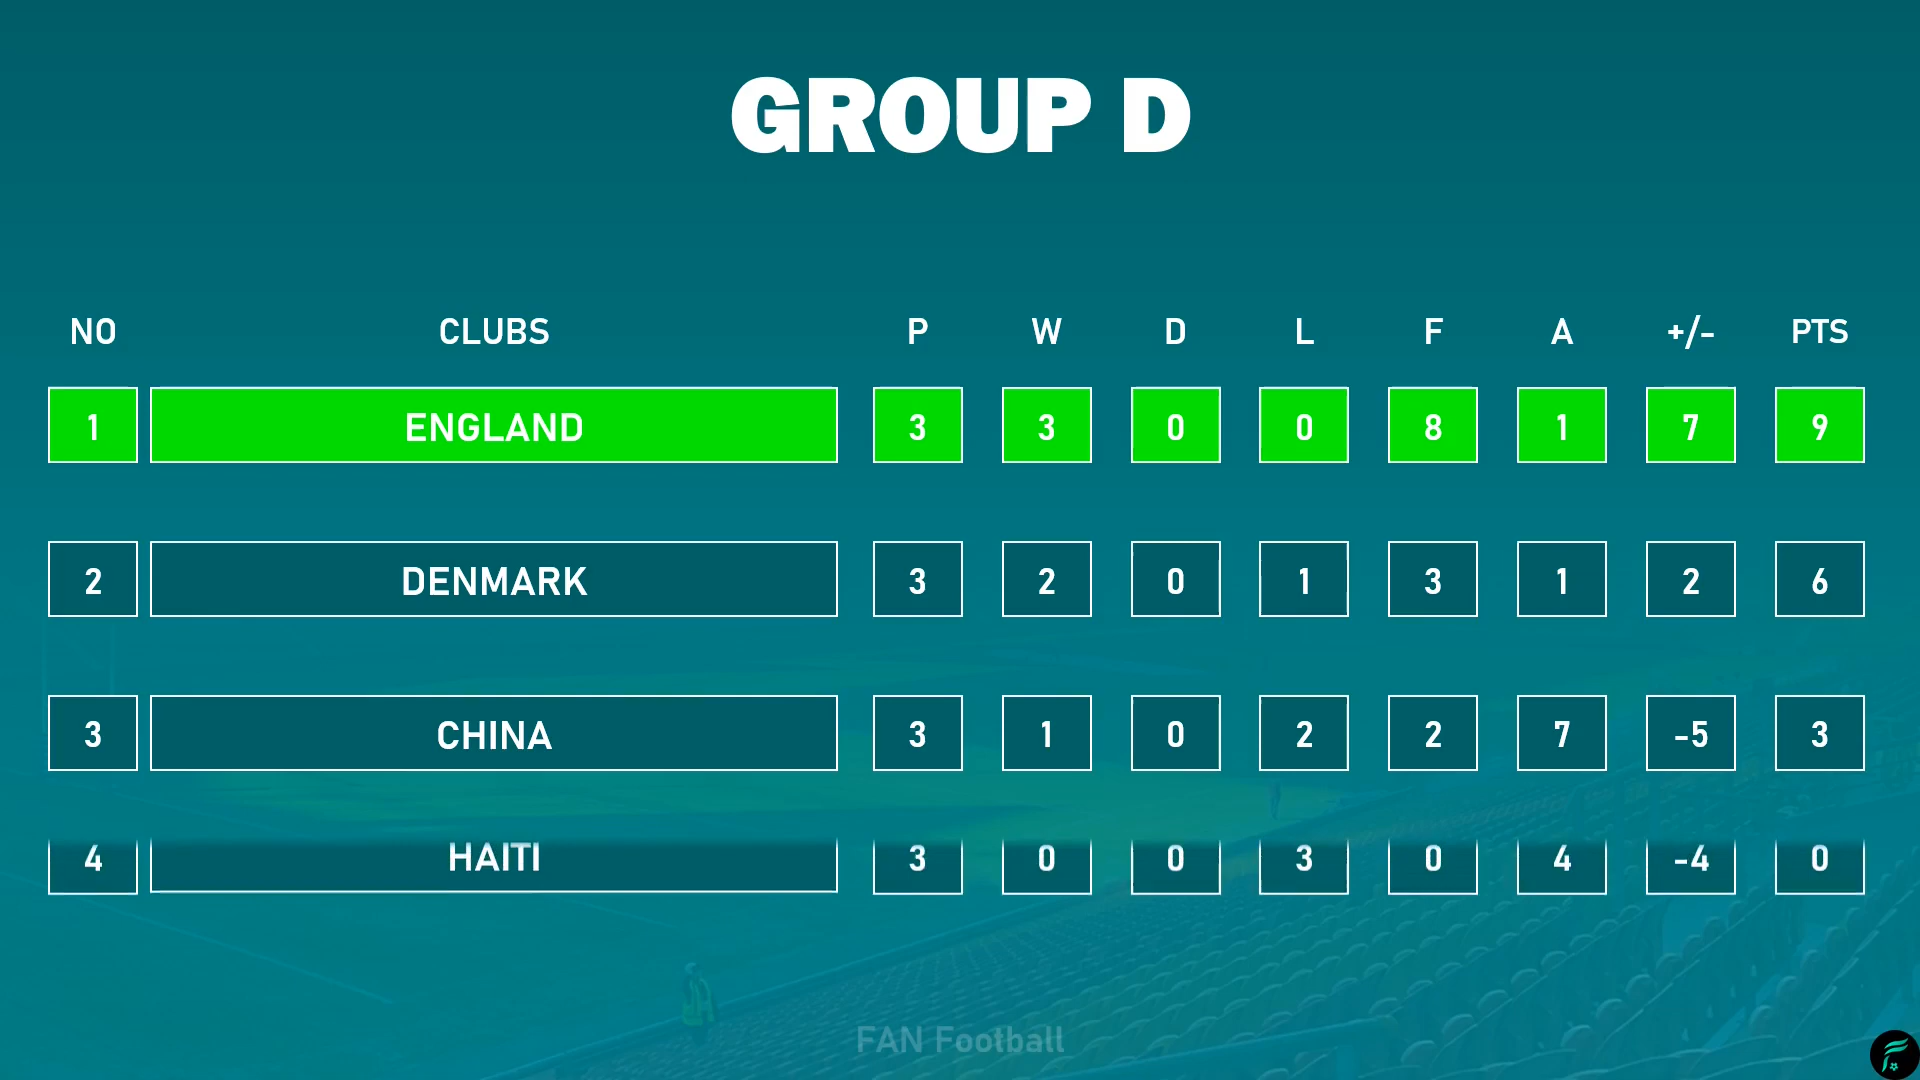 GROUP D
NO CLUBS P W D L F A +/- PTS
1 ENGLAND 3 3 0 0 8 1 7 9
2 DENMARK 3 2 0 1 3 1 2 6
3 CHINA 3 1 0 2 2 7 -5 3
4 HAITI 3 0 0 3 0 4 -4 0
FAN Football